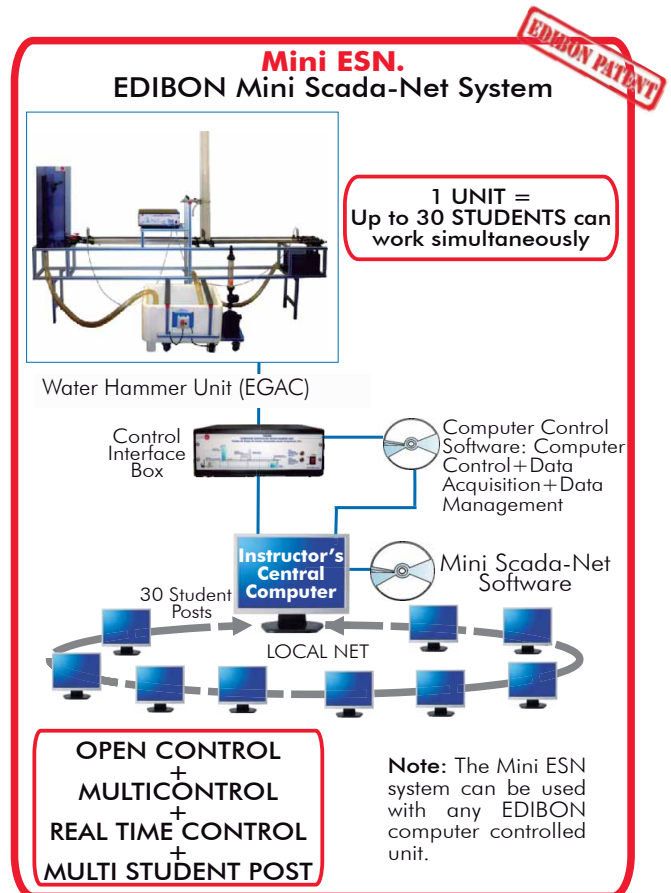 EDIBON PATENT
Mini ESN.
EDIBON Mini Scada-Net System
1 UNIT =
Up to 30 STUDENTS can
work simultaneously
Water Hammer Unit (EGAC)
Control
Interface
Box
Computer Control
Software: Computer
Control+Data
Acquisition+Data
Management
Instructor's
Central
Computer
Mini Scada-Net
Software
30 Student
Posts
LOCAL NET
OPEN CONTROL
+
MULTICONTROL
+
REAL TIME CONTROL
+
MULTI STUDENT POST
Note: The Mini ESN
system can be used
with any EDIBON
computer controlled
unit.